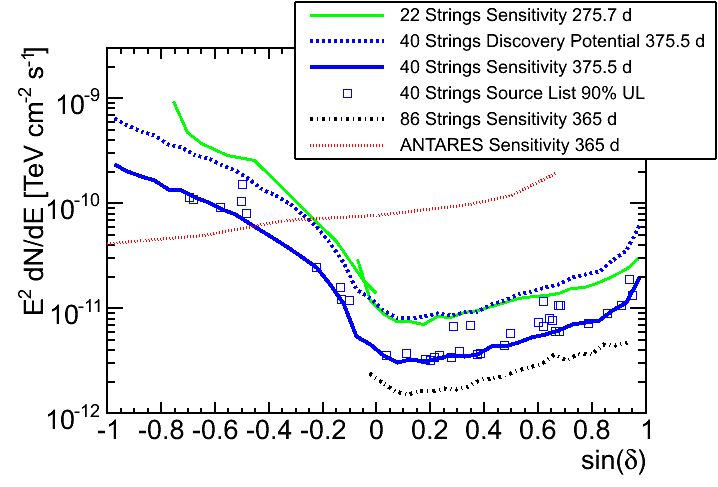 22 Strings Sensitivity 275.7 d
40 Strings Discovery Potential 375.5 d
40 Strings Sensitivity 375.5 d
40 Strings Source List 90% UL
86 Strings Sensitivity 365 d
ANTARES Sensitivity 365 d
E² dN/dE [TeV cm⁻² s⁻¹]
10⁻⁹
10⁻¹⁰
10⁻¹¹
10⁻¹²
-1 -0.8 -0.6 -0.4 -0.2 0 0.2 0.4 0.6 0.8 1
sin(δ)